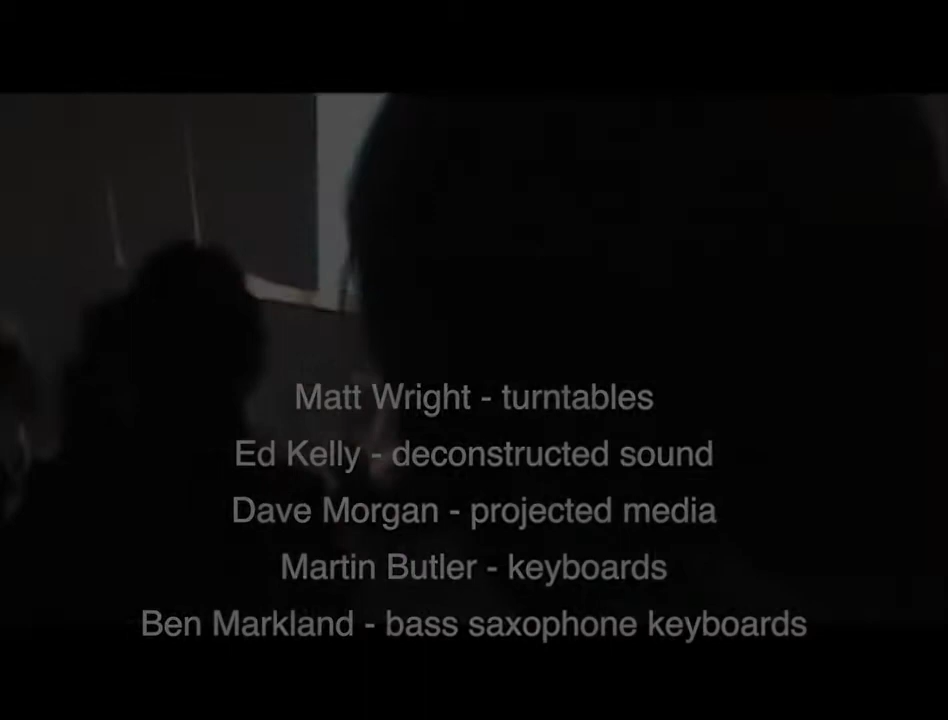 Matt Wright - turntables
Ed Kelly - deconstructed sound
Dave Morgan - projected media
Martin Butler - keyboards
Ben Markland - bass saxophone keyboards